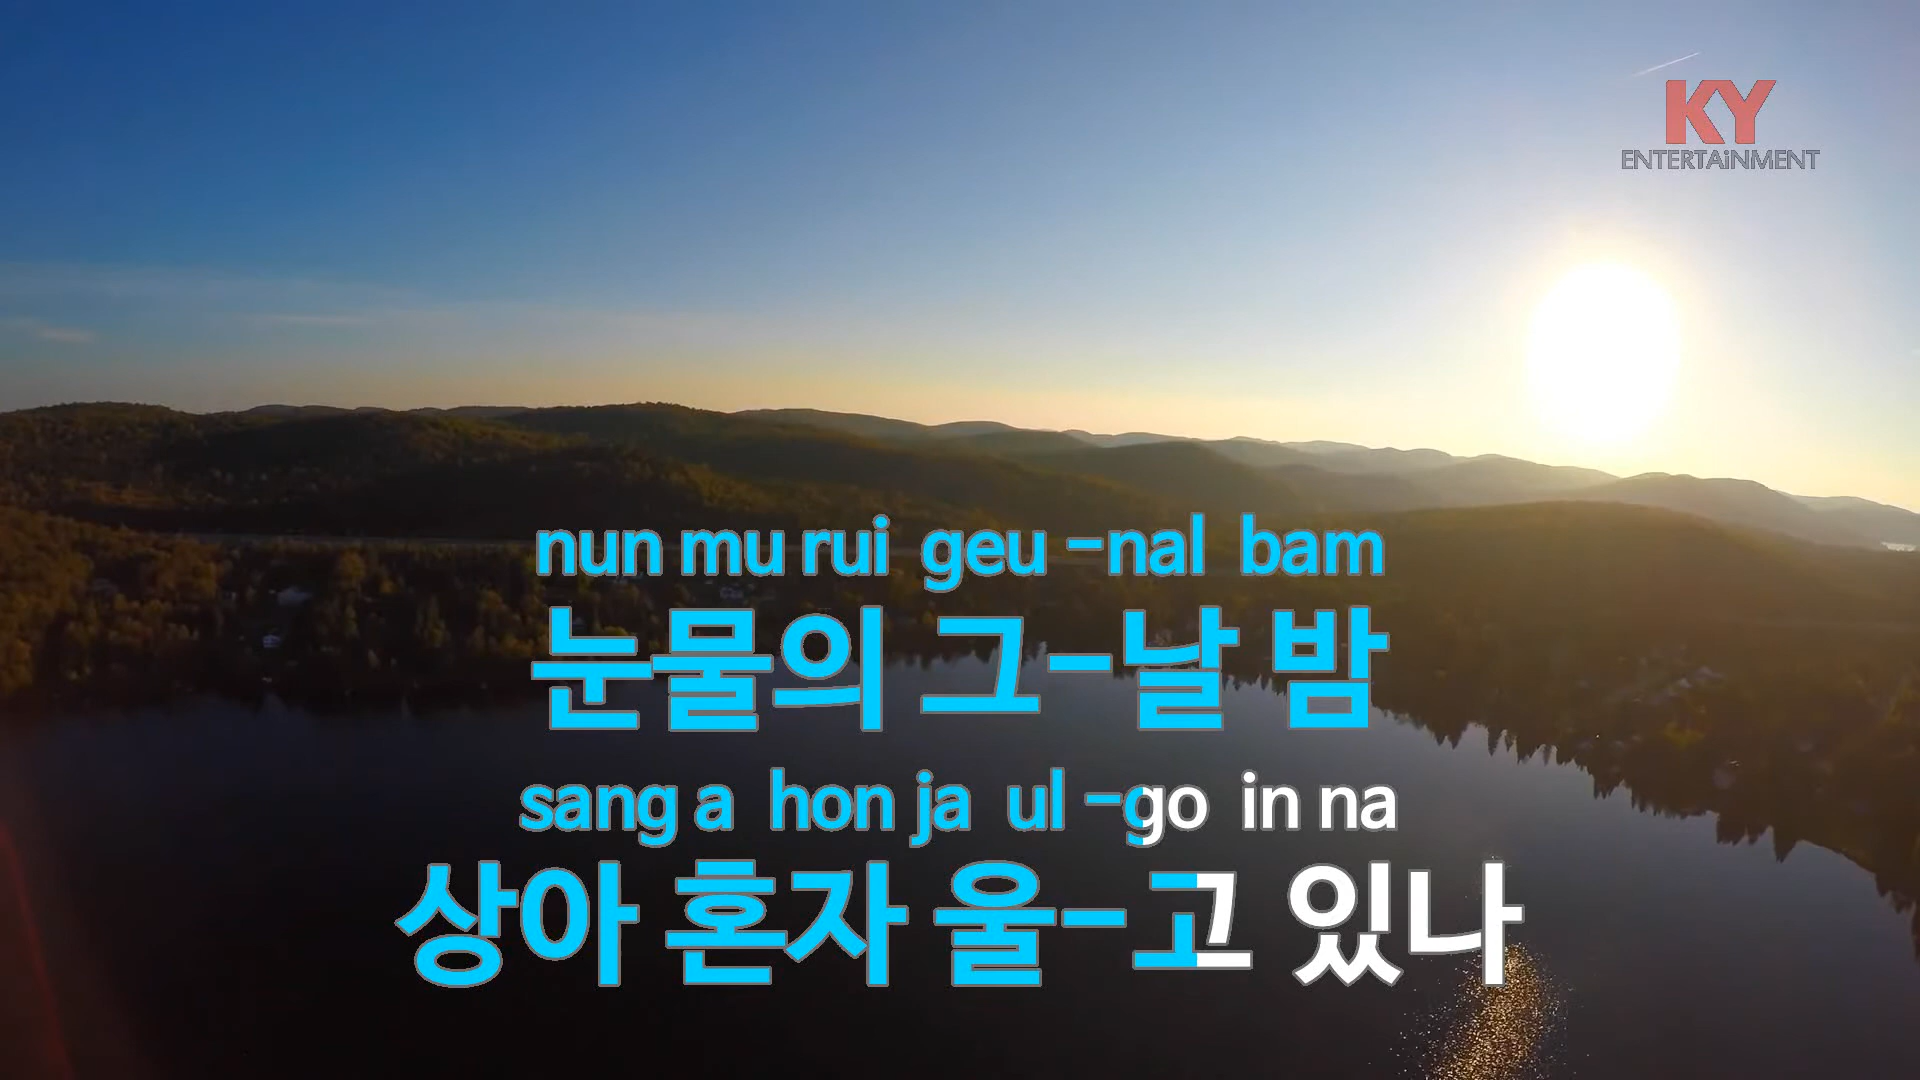 KY
ENTERTAiNMENT
nun mu rui geu -nal bam
눈물의 그-날 밤
sang a hon ja ul -go in na
상아 혼자 울-고 있나